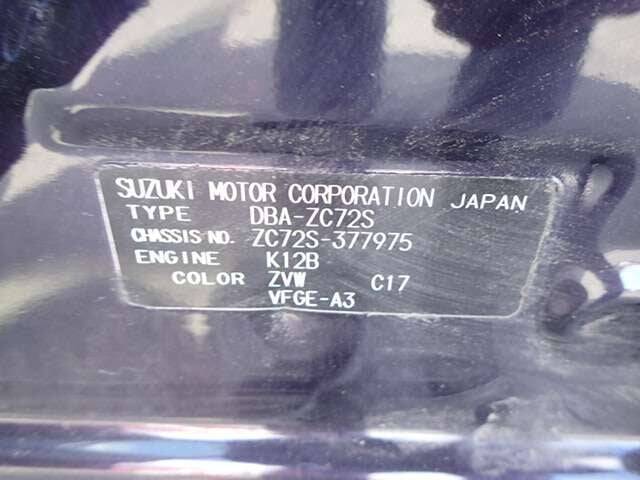 SUZUKI MOTOR CORPORATION JAPAN
TYPE DBA-ZC72S
CHASSIS NO. ZC72S-377975
ENGINE K12B
COLOR ZVW C17
VFGE-A3